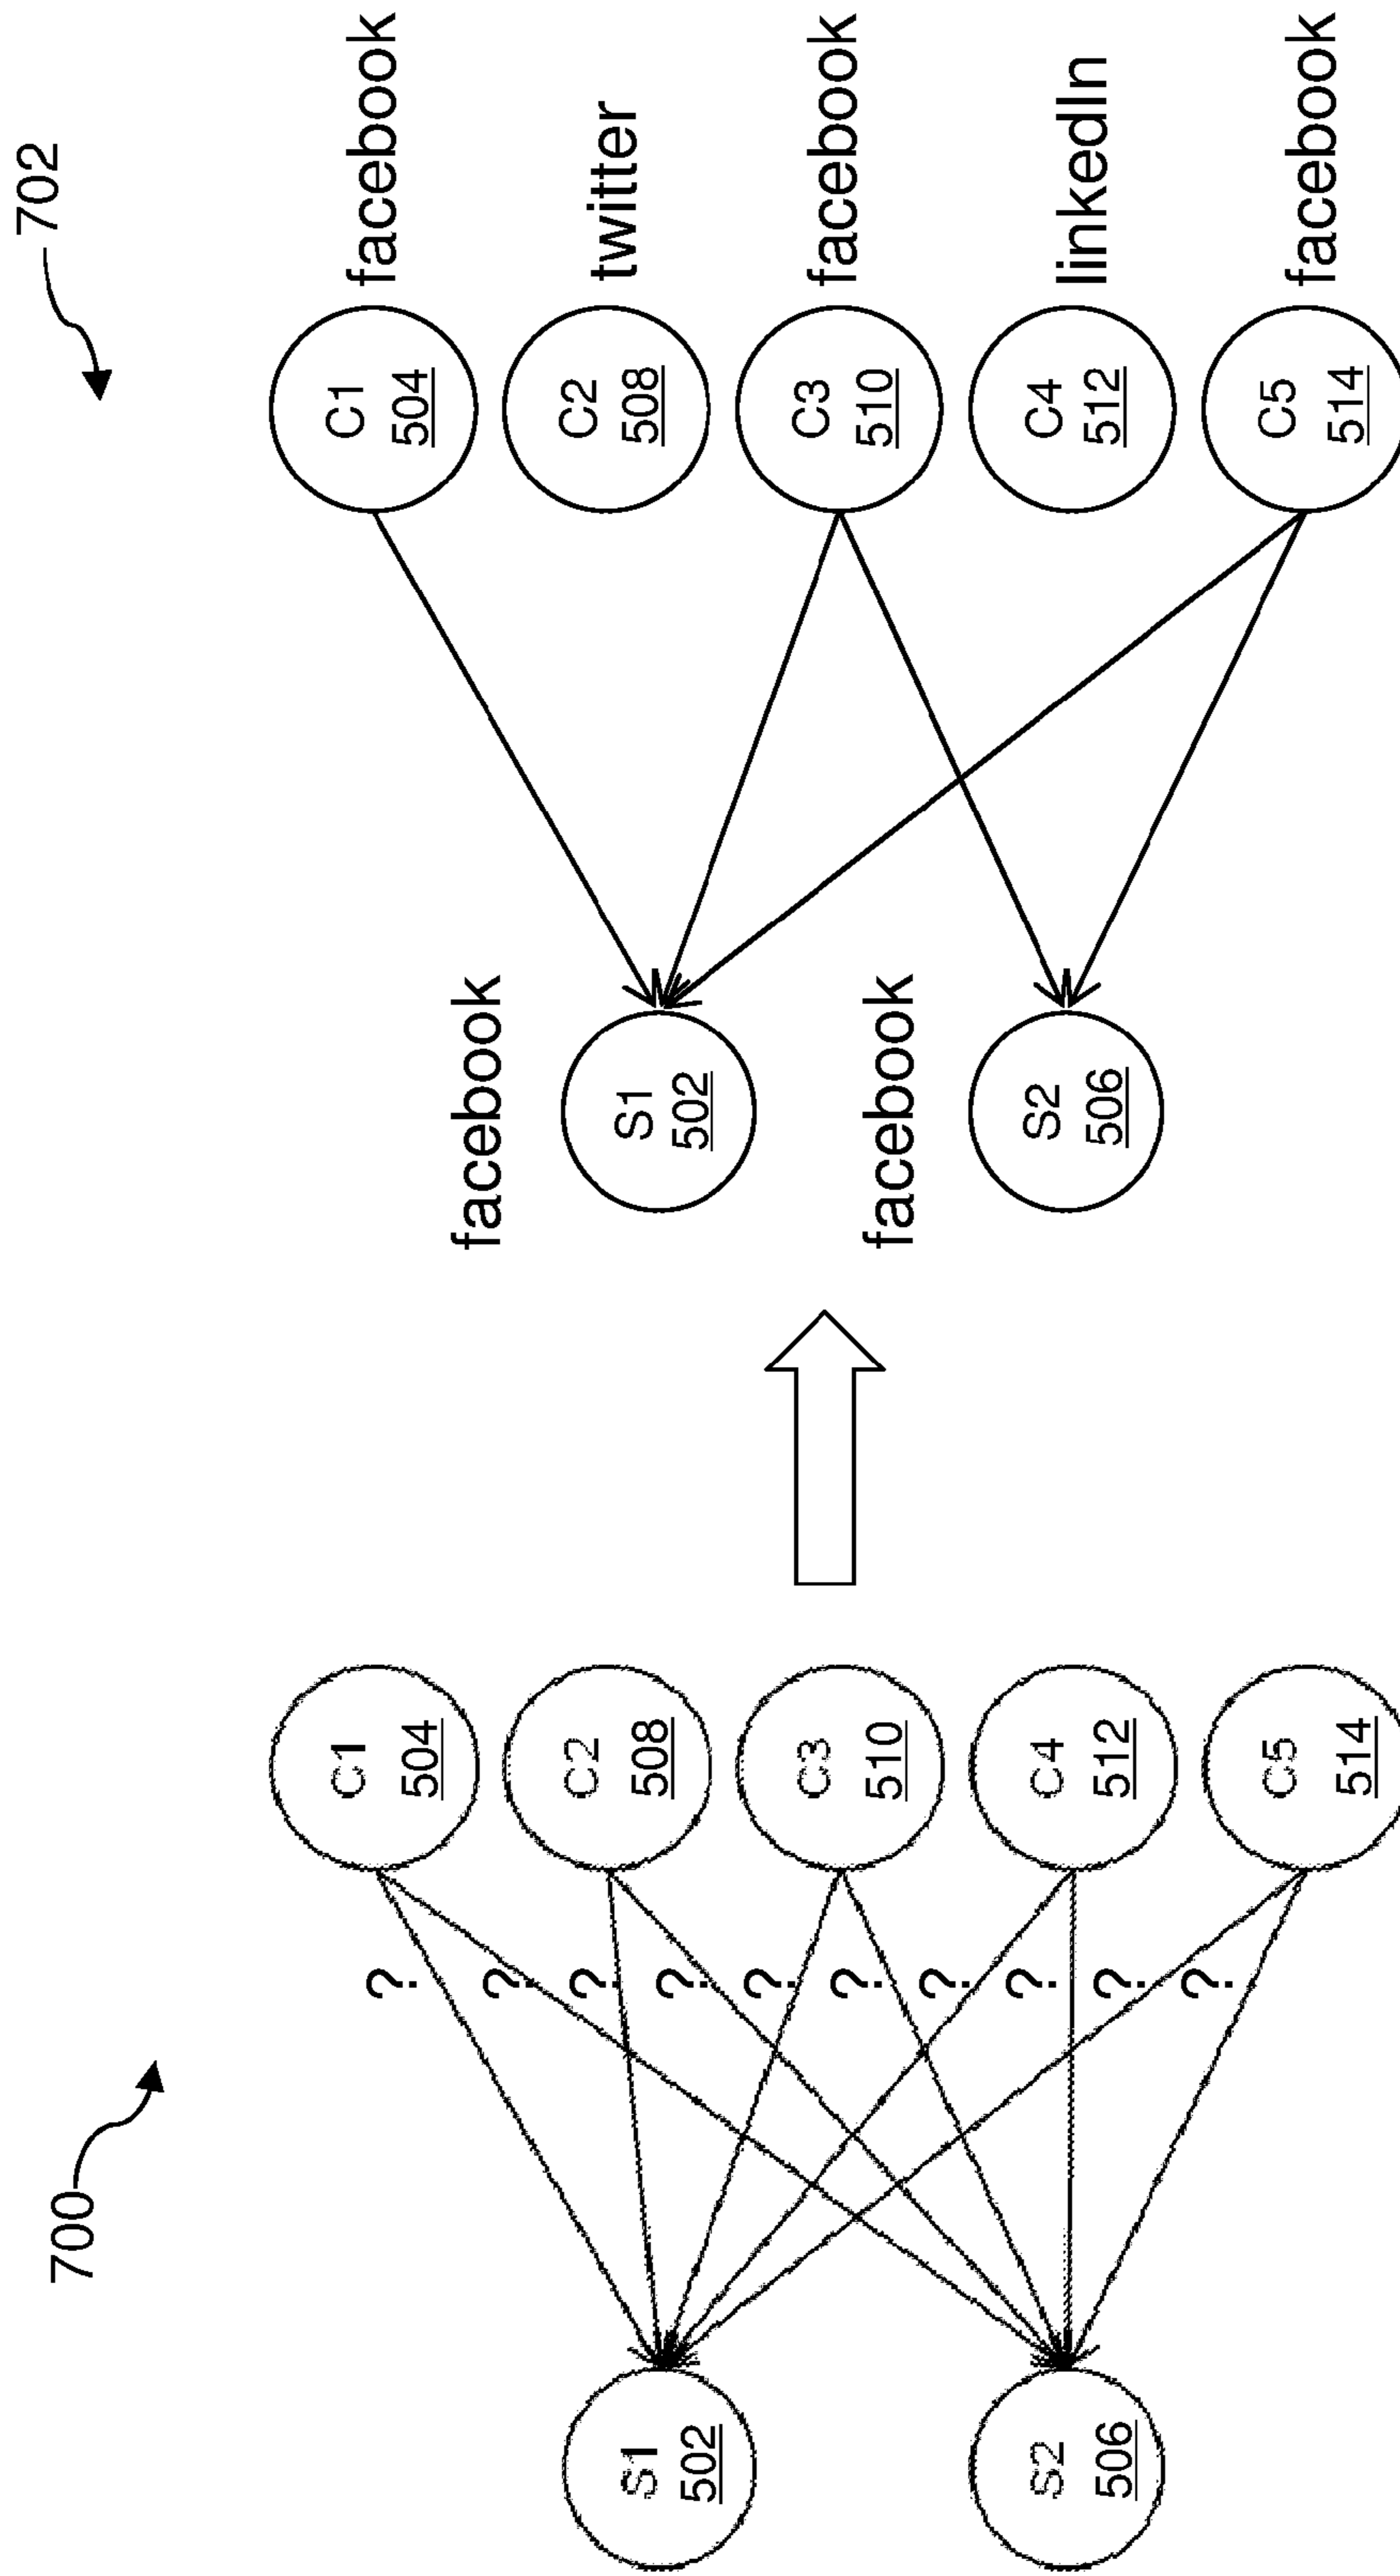 700
S1
502
S2
506
?
?
?
?
?
?
?
?
?
?
C1
504
C2
508
C3
510
C4
512
C5
514
702
facebook
S1
502
facebook
S2
506
C1
504
facebook
C2
508
twitter
C3
510
facebook
C4
512
linkedIn
C5
514
facebook